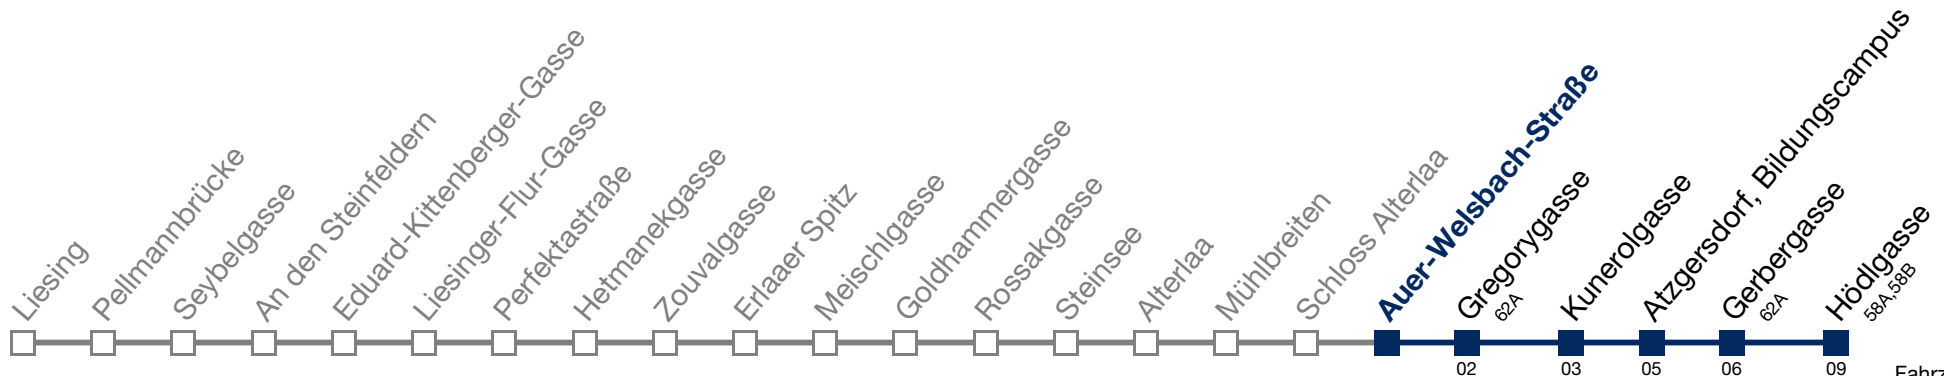 Liesing
Pellmannbrücke
Seybelgasse
An den Steinfeldern
Eduard-Kittenberger-Gasse
Liesinger-Flur-Gasse
Perfektastraße
Hetmanekgasse
Zouvalgasse
Erlaaer Spitz
Meischlgasse
Goldhammergasse
Rossakgasse
Steinsee
Alterlaa
Mühlbreiten
Schloss Alterlaa
Auer-Welsbach-Straße
Gregorygasse
62A
02
Kunerolgasse
03
Atzgersdorf, Bildungscampus
05
Gerbergasse
62A
06
Hödlgasse
58A,58B
09